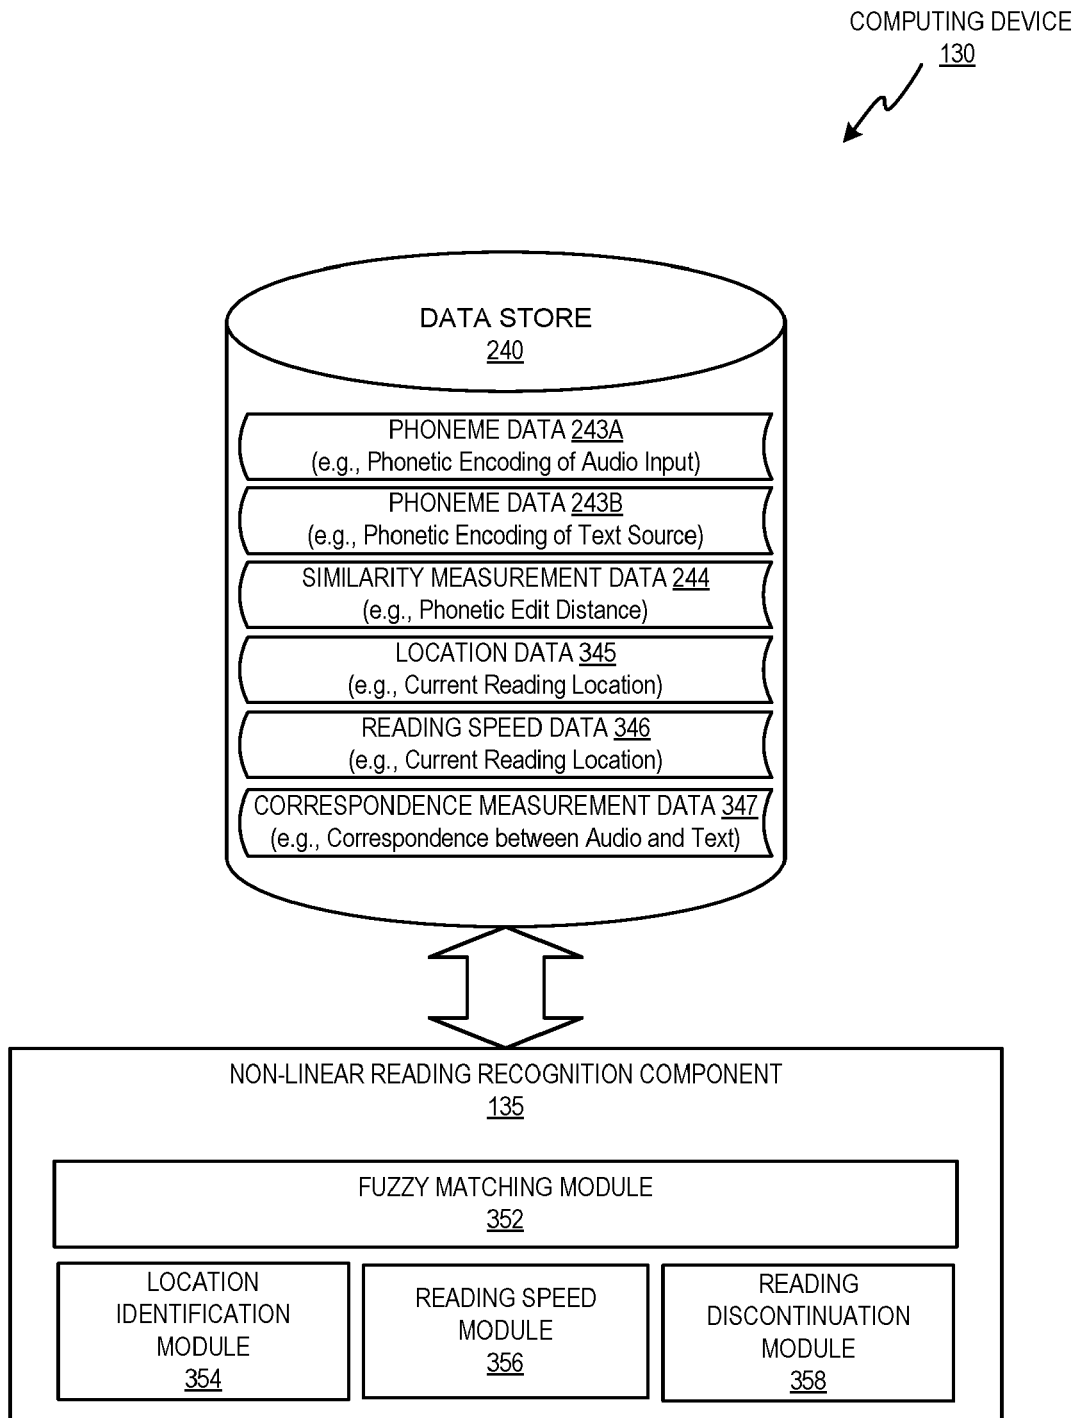 COMPUTING DEVICE
130
DATA STORE
240
PHONEME DATA 243A
(e.g., Phonetic Encoding of Audio Input)
PHONEME DATA 243B
(e.g., Phonetic Encoding of Text Source)
SIMILARITY MEASUREMENT DATA 244
(e.g., Phonetic Edit Distance)
LOCATION DATA 345
(e.g., Current Reading Location)
READING SPEED DATA 346
(e.g., Current Reading Location)
CORRESPONDENCE MEASUREMENT DATA 347
(e.g., Correspondence between Audio and Text)
NON-LINEAR READING RECOGNITION COMPONENT
135
FUZZY MATCHING MODULE
352
LOCATION
IDENTIFICATION
MODULE
354
READING SPEED
MODULE
356
READING
DISCONTINUATION
MODULE
358